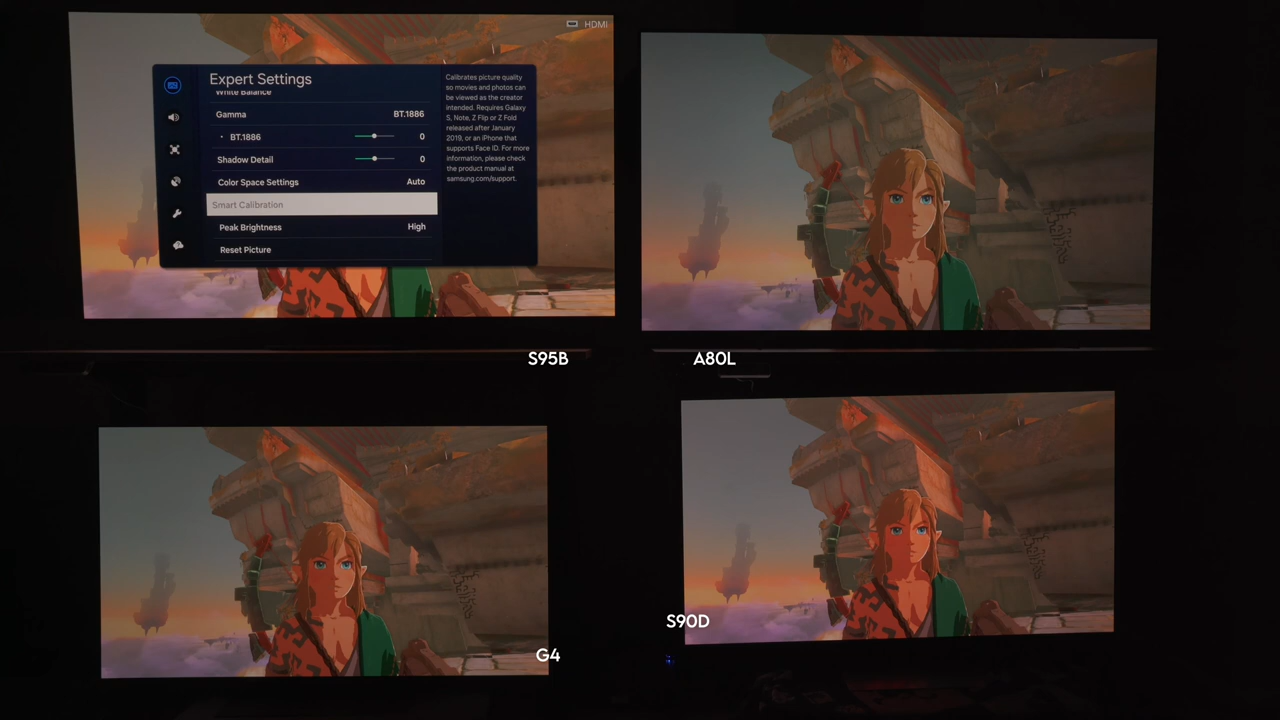 HDMI
Expert Settings
White Balance
Gamma BT.1886
• BT.1886 0
Shadow Detail 0
Color Space Settings Auto
Smart Calibration
Peak Brightness High
Reset Picture
Calibrates picture quality
so movies and photos can
be viewed as the creator
intended. Requires Galaxy
S, Note, Z Flip or Z Fold
released after January
2019, or an iPhone that
supports Face ID. For more
information, please check
the product manual at
samsung.com/support.
S95B
A80L
S90D
G4